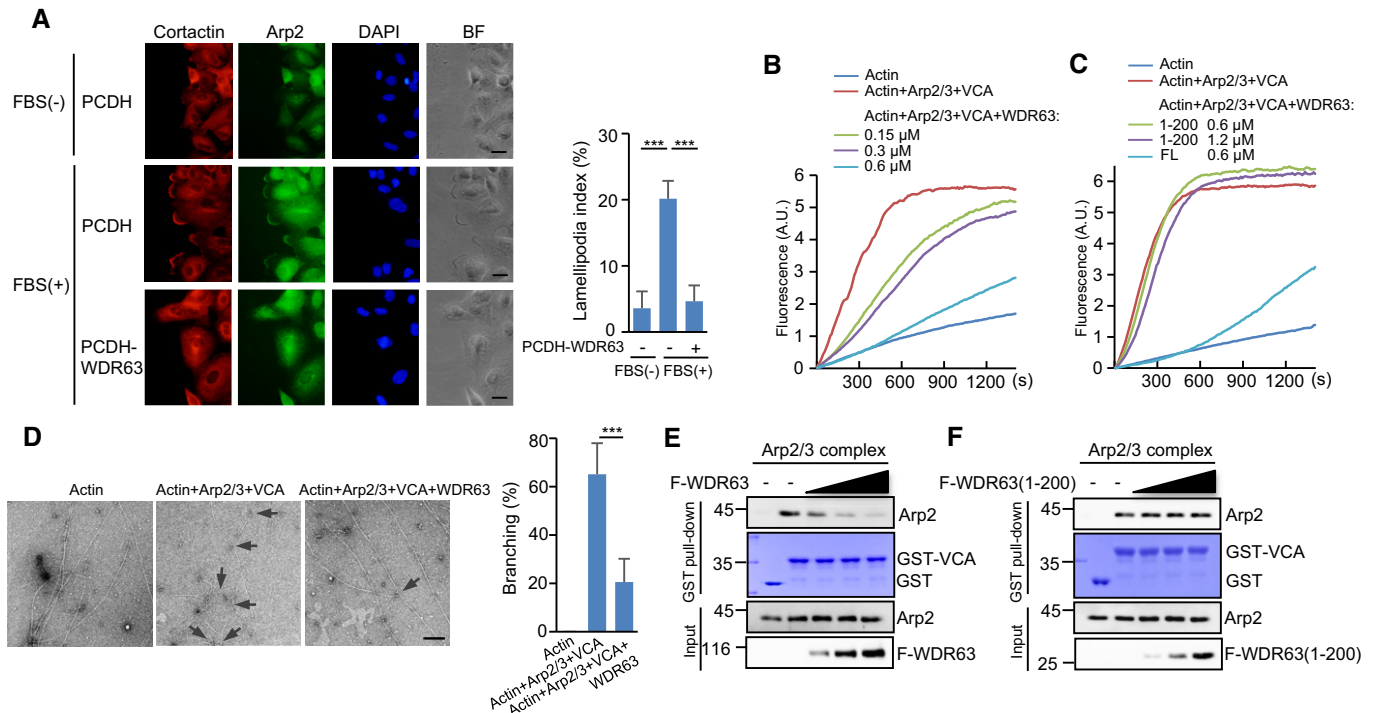 A
Cortactin Arp2 DAPI BF
FBS(-)
PCDH
FBS(+)
PCDH
PCDH-
WDR63
Lamellipodia index (%)
30
20
10
0
***
***
PCDH-WDR63 - - +
FBS(-) FBS(+)
B
Actin
Actin+Arp2/3+VCA
Actin+Arp2/3+VCA+WDR63:
0.15 µM
0.3 µM
0.6 µM
Fluorescence (A.U.)
6
5
4
3
2
1
0
300 600 900 1200 (s)
C
Actin
Actin+Arp2/3+VCA
Actin+Arp2/3+VCA+WDR63:
1-200 0.6 µM
1-200 1.2 µM
FL 0.6 µM
Fluorescence (A.U.)
6
5
4
3
2
1
0
300 600 900 1200 (s)
D
Actin
Actin+Arp2/3+VCA
Actin+Arp2/3+VCA+WDR63
Branching (%)
80
60
40
20
0
***
Actin
Actin+Arp2/3+VCA
Actin+Arp2/3+VCA+
WDR63
E
Arp2/3 complex
F-WDR63 - -
GST pull-down
45
Arp2
35
GST-VCA
GST
Input
45
Arp2
116
F-WDR63
F
Arp2/3 complex
F-WDR63(1-200) - -
GST pull-down
45
Arp2
35
GST-VCA
GST
Input
45
Arp2
25
F-WDR63(1-200)